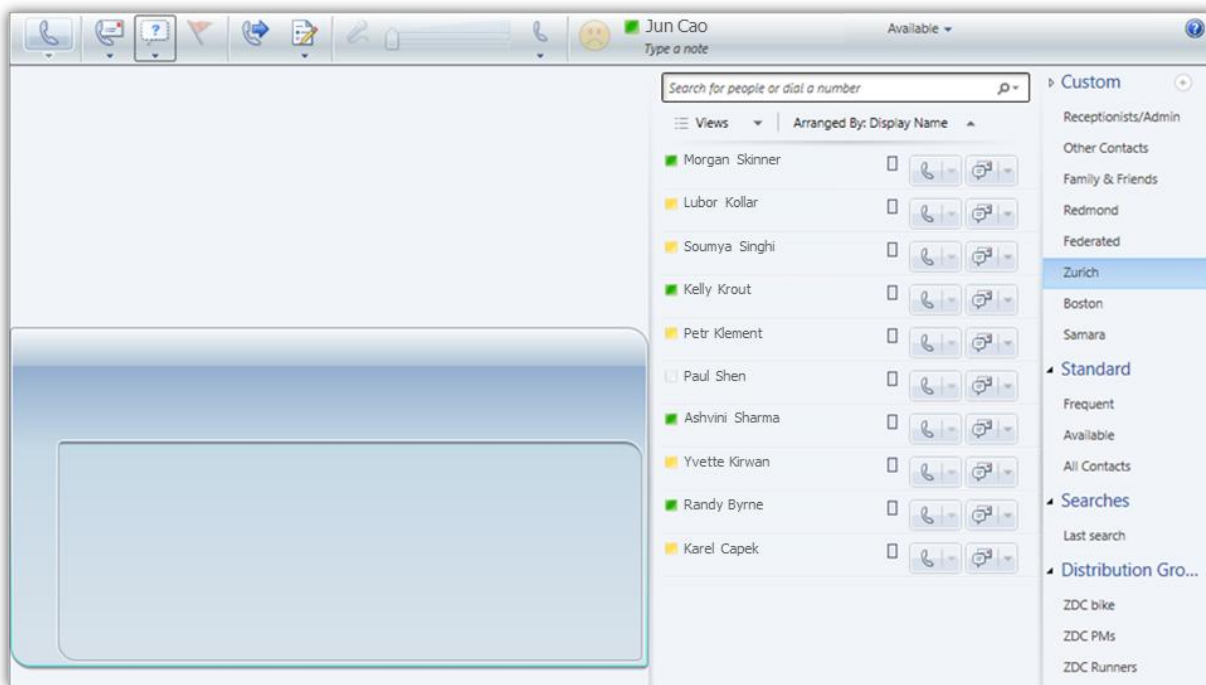 Jun Cao
Available
Type a note
Search for people or dial a number
Views
Arranged By: Display Name
Morgan Skinner
Lubor Kollar
Soumya Singhi
Kelly Krout
Petr Klement
Paul Shen
Ashvini Sharma
Yvette Kirwan
Randy Byrne
Karel Capek
Custom
Receptionists/Admin
Other Contacts
Family & Friends
Redmond
Federated
Zurich
Boston
Samara
Standard
Frequent
Available
All Contacts
Searches
Last search
Distribution Gro...
ZDC bike
ZDC PMs
ZDC Runners